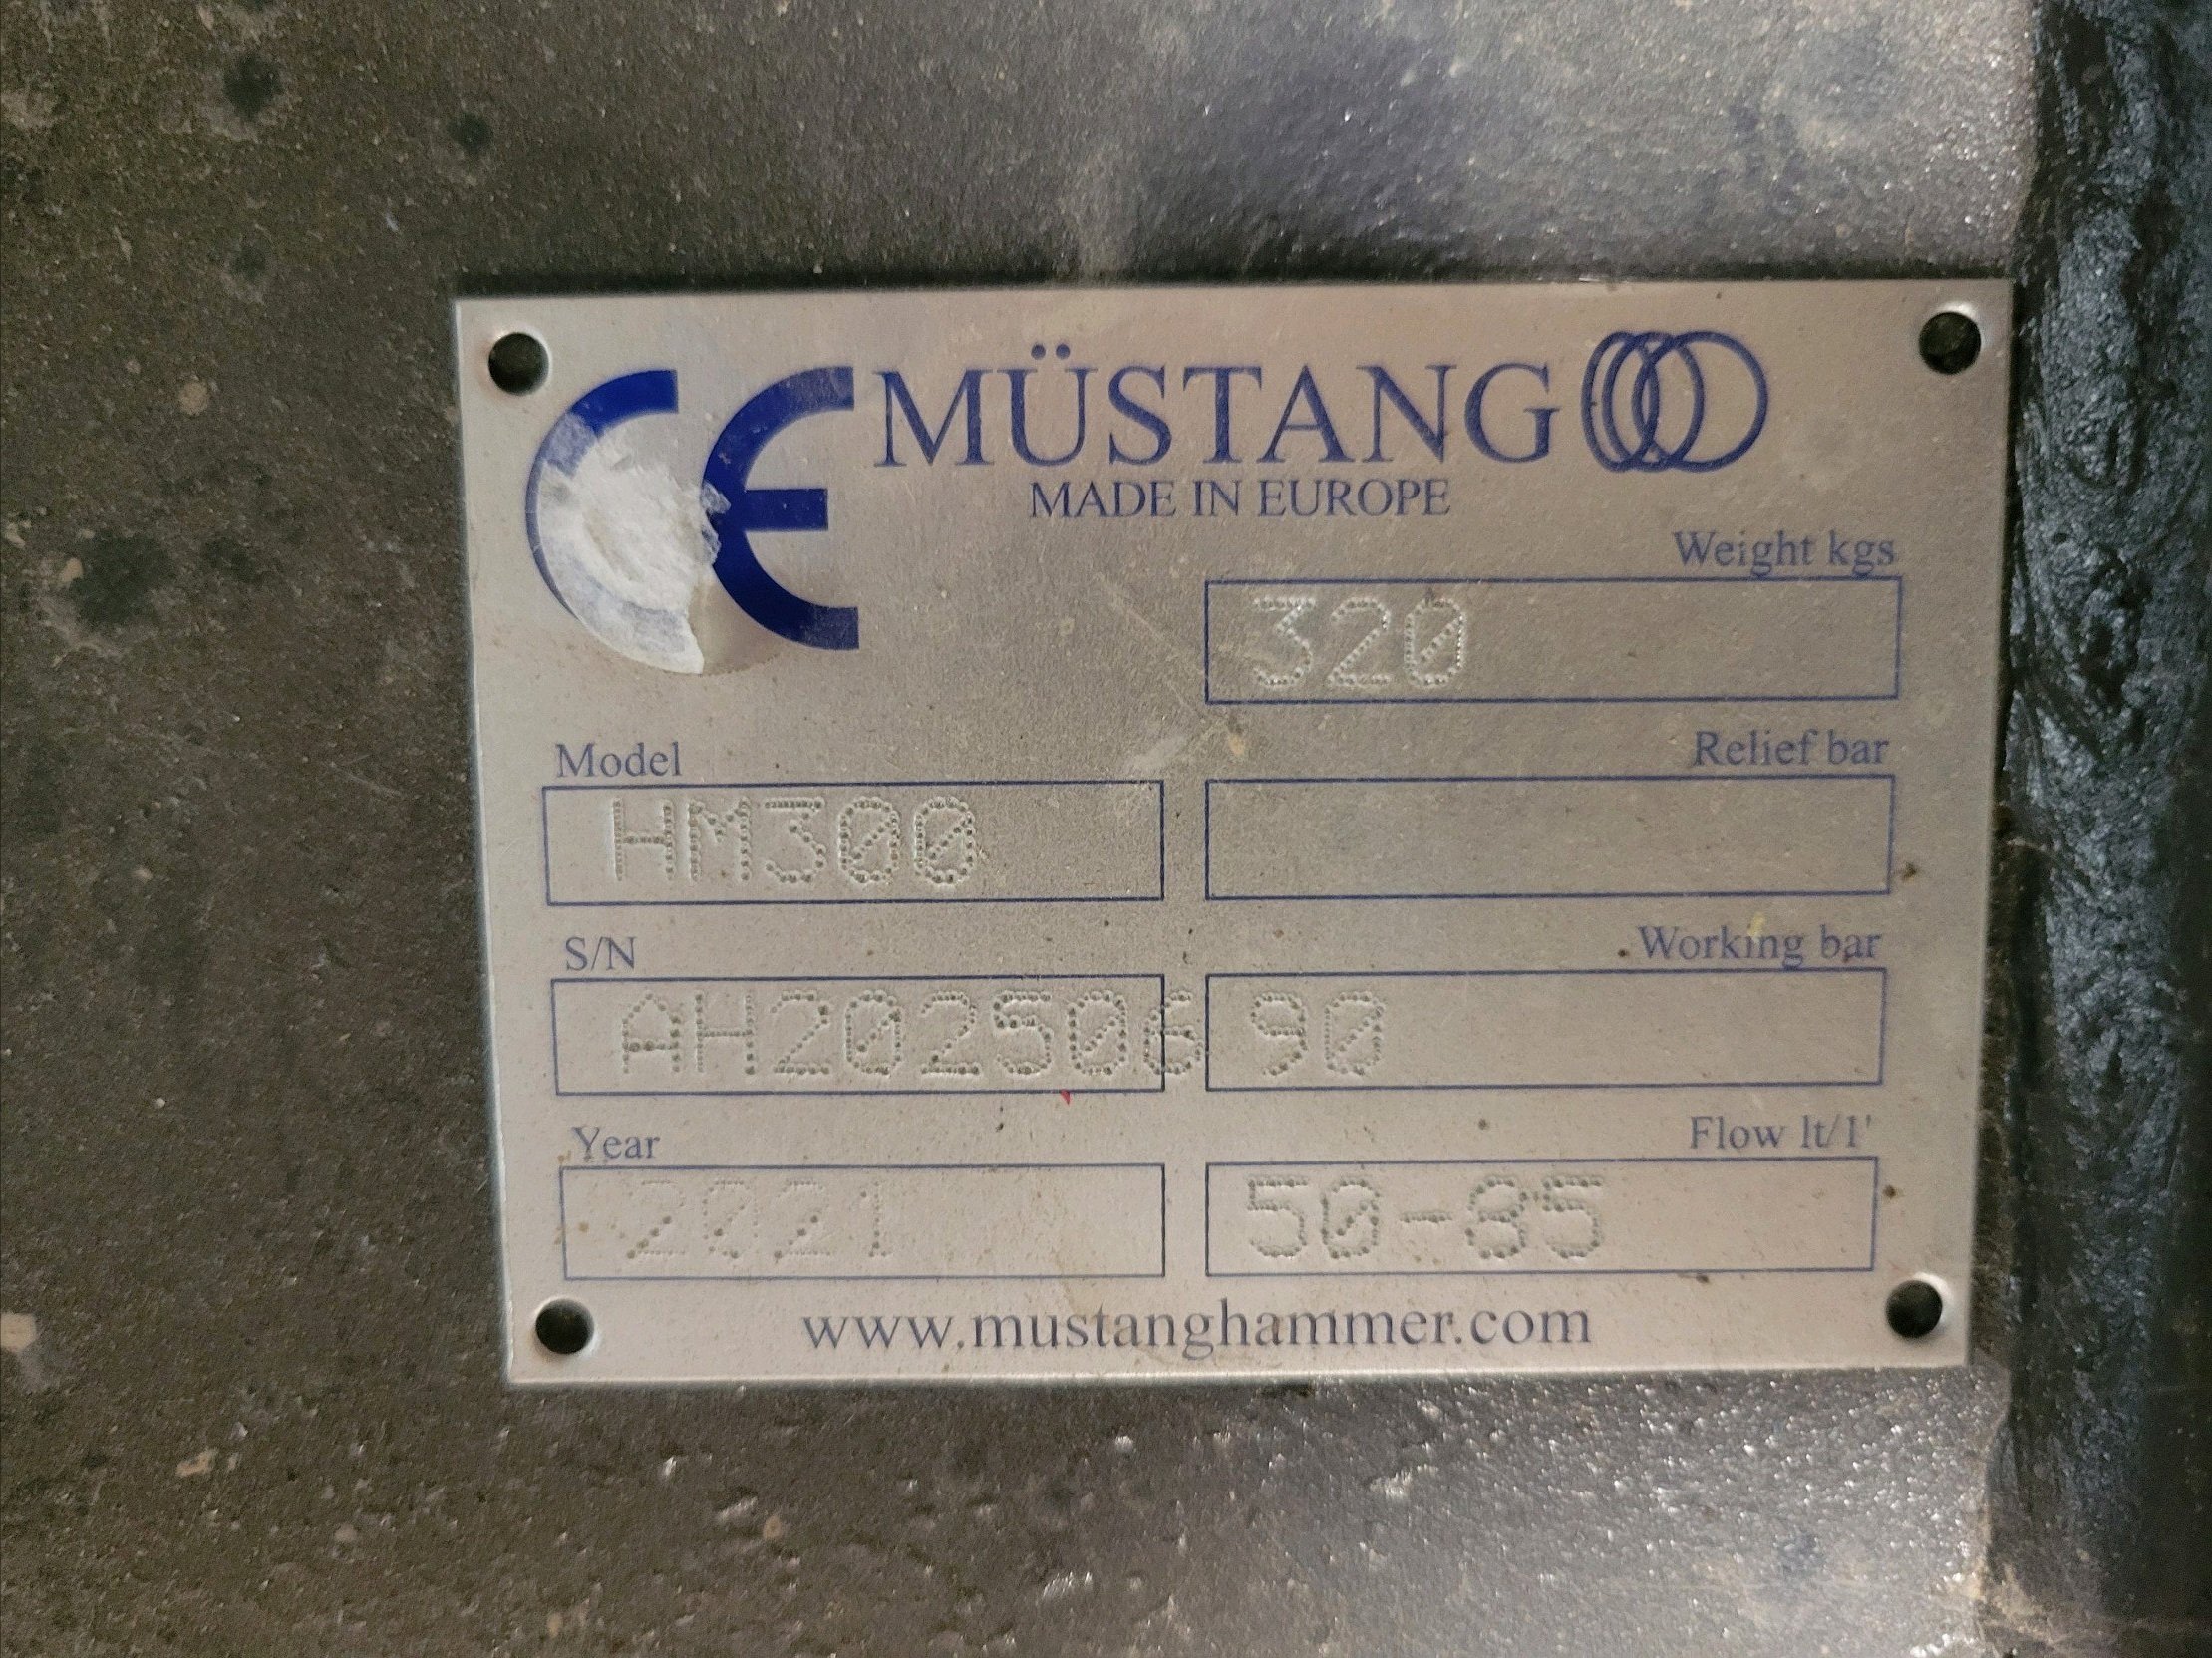 CE MÜSTANG
MADE IN EUROPE
Weight kgs
320
Model
HM300
Relief bar
S/N
AH202506
Working bar
90
Year
2021
Flow lt/1'
50-85
www.mustanghammer.com